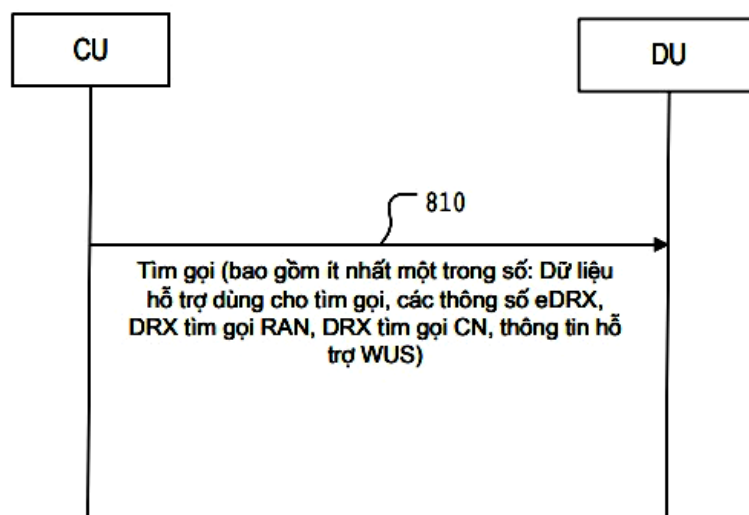 CU
DU
810
Tìm gọi (bao gồm ít nhất một trong số: Dữ liệu
hỗ trợ dùng cho tìm gọi, các thông số eDRX,
DRX tìm gọi RAN, DRX tìm gọi CN, thông tin hỗ
trợ WUS)